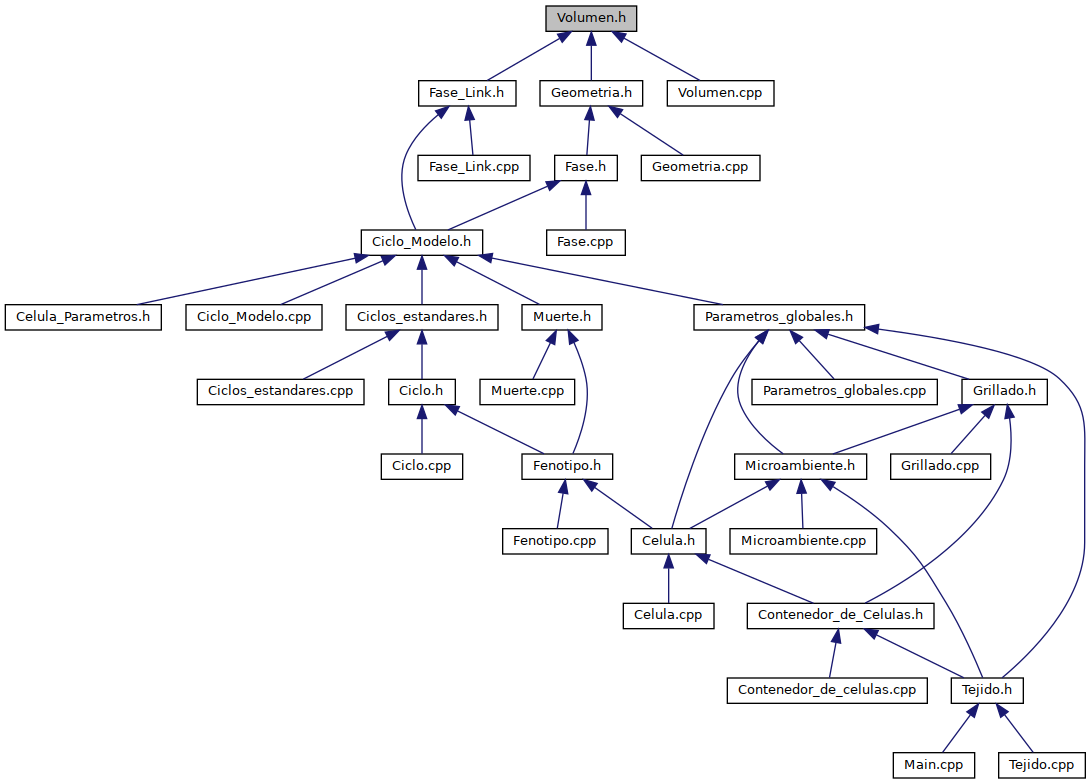 Volumen.h
Fase_Link.h
Geometria.h
Volumen.cpp
Fase_Link.cpp
Fase.h
Geometria.cpp
Ciclo_Modelo.h
Fase.cpp
Celula_Parametros.h
Ciclo_Modelo.cpp
Ciclos_estandares.h
Muerte.h
Parametros_globales.h
Ciclos_estandares.cpp
Ciclo.h
Muerte.cpp
Parametros_globales.cpp
Grillado.h
Ciclo.cpp
Fenotipo.h
Microambiente.h
Grillado.cpp
Fenotipo.cpp
Celula.h
Microambiente.cpp
Celula.cpp
Contenedor_de_Celulas.h
Contenedor_de_celulas.cpp
Tejido.h
Main.cpp
Tejido.cpp